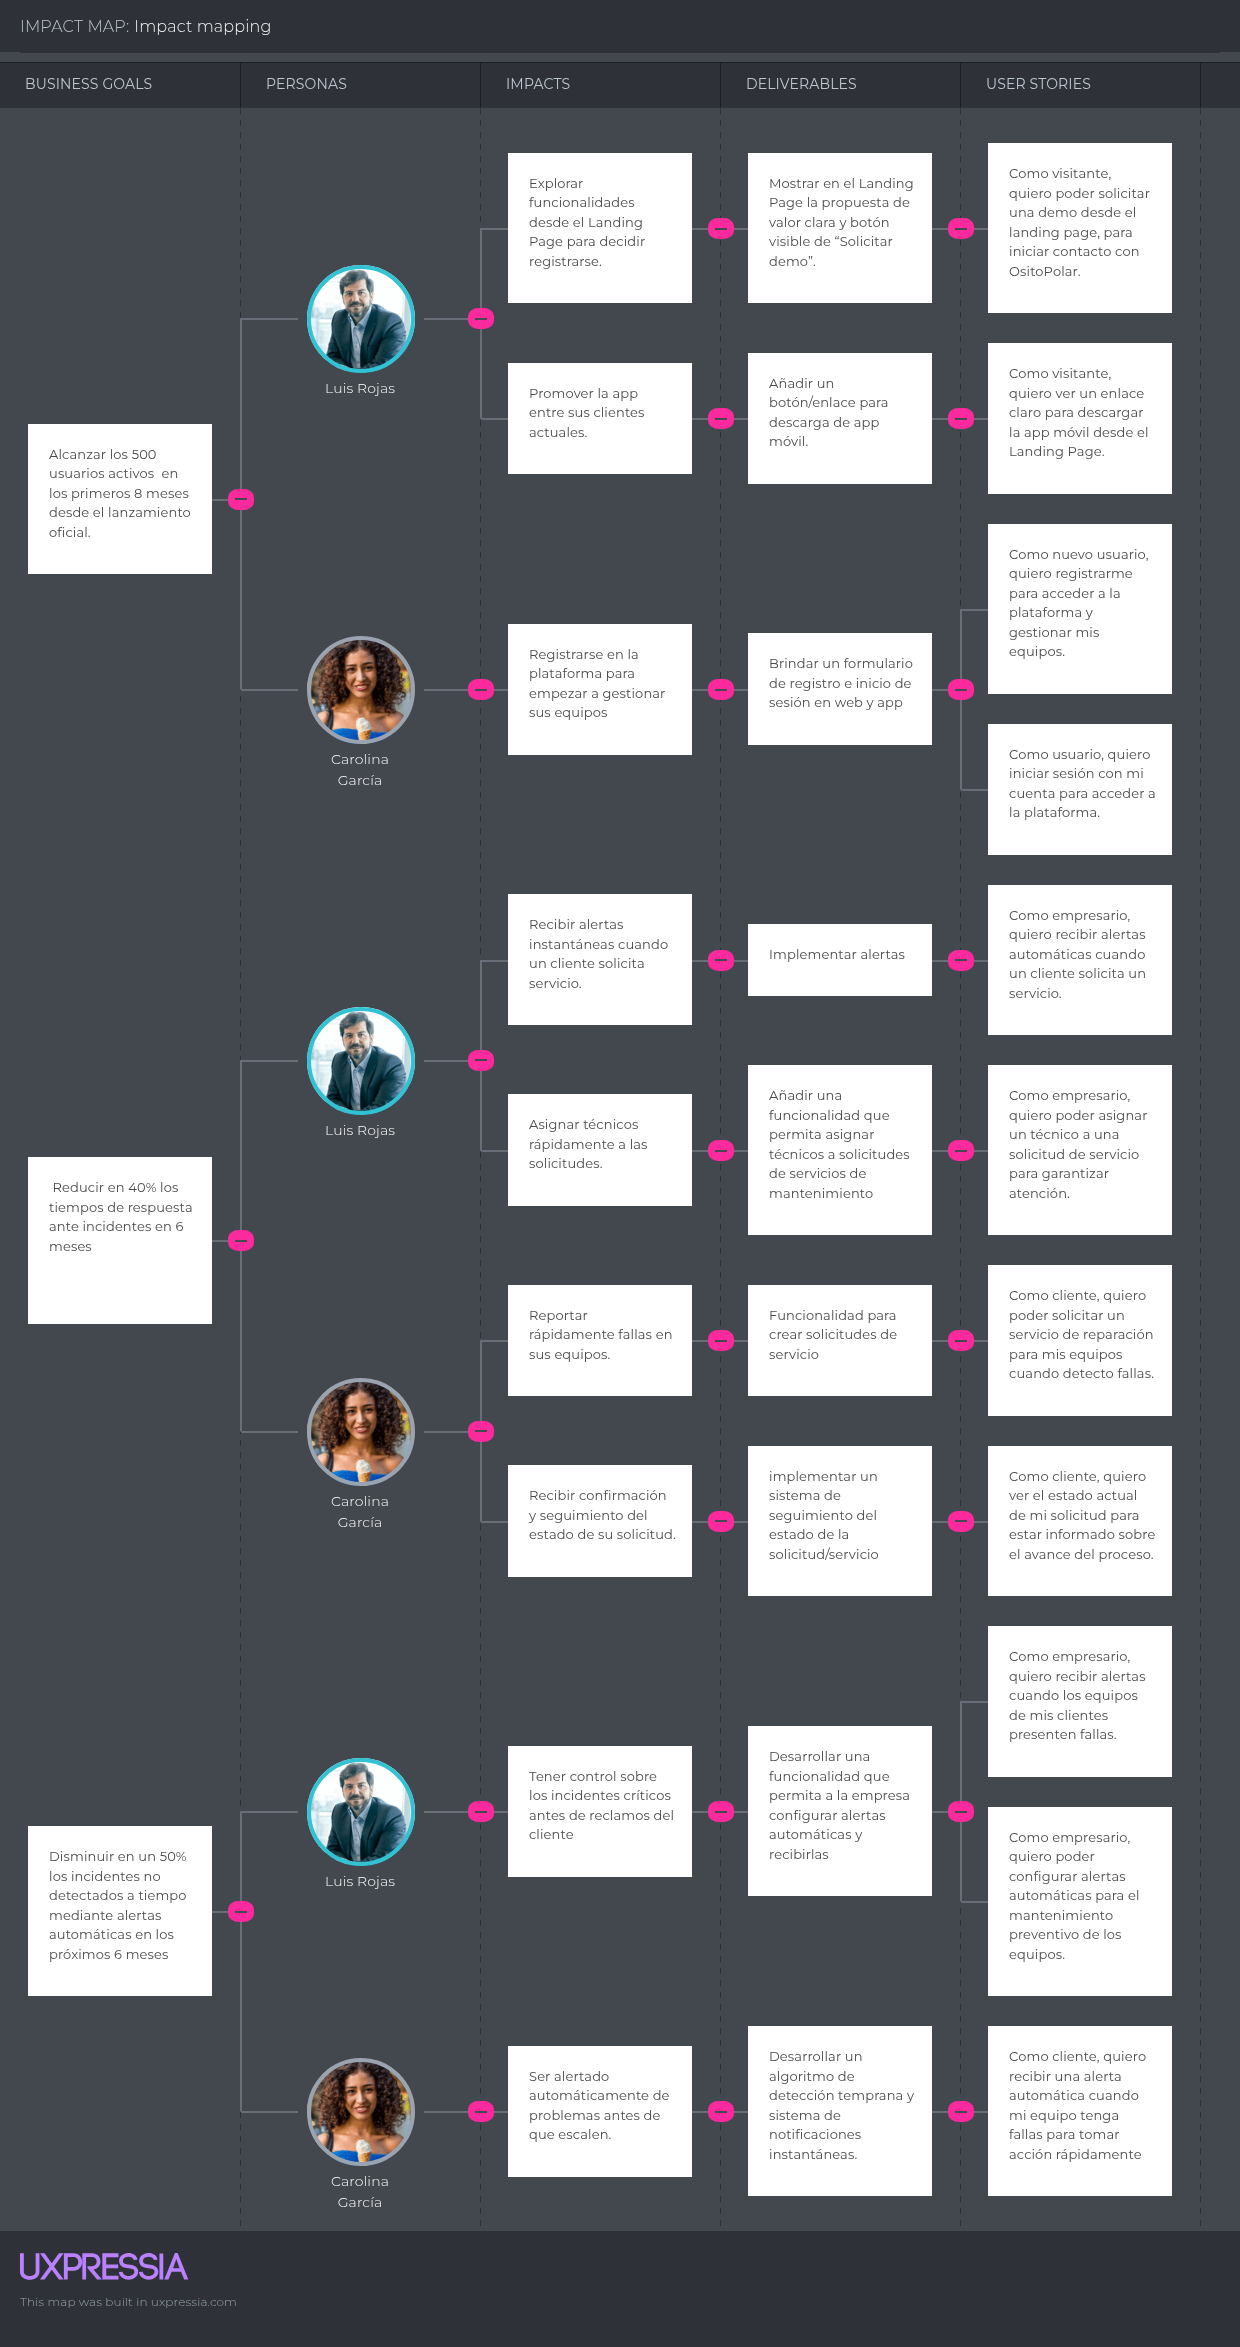 IMPACT MAP: Impact mapping
BUSINESS GOALS
PERSONAS
IMPACTS
DELIVERABLES
USER STORIES
Alcanzar los 500
usuarios activos  en
los primeros 8 meses
desde el lanzamiento
oficial.
Luis Rojas
Explorar
funcionalidades
desde el Landing
Page para decidir
registrarse.
Mostrar en el Landing
Page la propuesta de
valor clara y botón
visible de “Solicitar
demo”.
Como visitante,
quiero poder solicitar
una demo desde el
landing page, para
iniciar contacto con
OsitoPolar.
Promover la app
entre sus clientes
actuales.
Añadir un
botón/enlace para
descarga de app
móvil.
Como visitante,
quiero ver un enlace
claro para descargar
la app móvil desde el
Landing Page.
Carolina
García
Registrarse en la
plataforma para
empezar a gestionar
sus equipos
Brindar un formulario
de registro e inicio de
sesión en web y app
Como nuevo usuario,
quiero registrarme
para acceder a la
plataforma y
gestionar mis
equipos.
Como usuario, quiero
iniciar sesión con mi
cuenta para acceder a
la plataforma.
Reducir en 40% los
tiempos de respuesta
ante incidentes en 6
meses
Luis Rojas
Recibir alertas
instantáneas cuando
un cliente solicita
servicio.
Implementar alertas
Como empresario,
quiero recibir alertas
automáticas cuando
un cliente solicita un
servicio.
Asignar técnicos
rápidamente a las
solicitudes.
Añadir una
funcionalidad que
permita asignar
técnicos a solicitudes
de servicios de
mantenimiento
Como empresario,
quiero poder asignar
un técnico a una
solicitud de servicio
para garantizar
atención.
Carolina
García
Reportar
rápidamente fallas en
sus equipos.
Funcionalidad para
crear solicitudes de
servicio
Como cliente, quiero
poder solicitar un
servicio de reparación
para mis equipos
cuando detecto fallas.
Recibir confirmación
y seguimiento del
estado de su solicitud.
implementar un
sistema de
seguimiento del
estado de la
solicitud/servicio
Como cliente, quiero
ver el estado actual
de mi solicitud para
estar informado sobre
el avance del proceso.
Disminuir en un 50%
los incidentes no
detectados a tiempo
mediante alertas
automáticas en los
próximos 6 meses
Luis Rojas
Tener control sobre
los incidentes críticos
antes de reclamos del
cliente
Desarrollar una
funcionalidad que
permita a la empresa
configurar alertas
automáticas y
recibirlas
Como empresario,
quiero recibir alertas
cuando los equipos
de mis clientes
presenten fallas.
Como empresario,
quiero poder
configurar alertas
automáticas para el
mantenimiento
preventivo de los
equipos.
Carolina
García
Ser alertado
automáticamente de
problemas antes de
que escalen.
Desarrollar un
algoritmo de
detección temprana y
sistema de
notificaciones
instantáneas.
Como cliente, quiero
recibir una alerta
automática cuando
mi equipo tenga
fallas para tomar
acción rápidamente
UXPRESSIA
This map was built in uxpressia.com